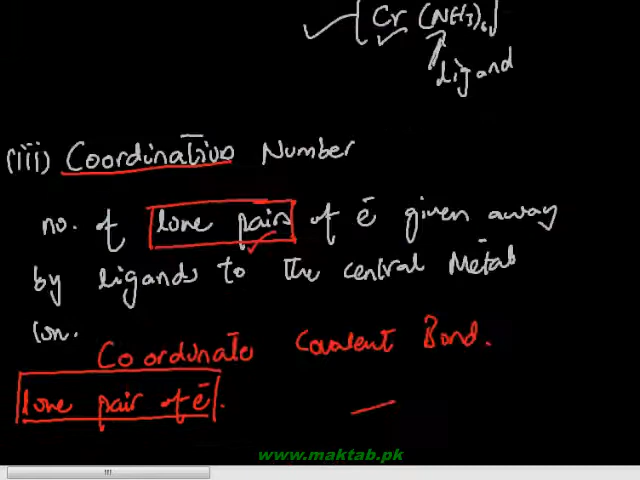 [Cr (NH3)6]
ligand
(iii) Coordination Number
no. of lone pairs of ē given away
by ligands to the central Metal
ion.
Coordinate Covalent Bond.
lone pair of ē.
www.maktab.pk